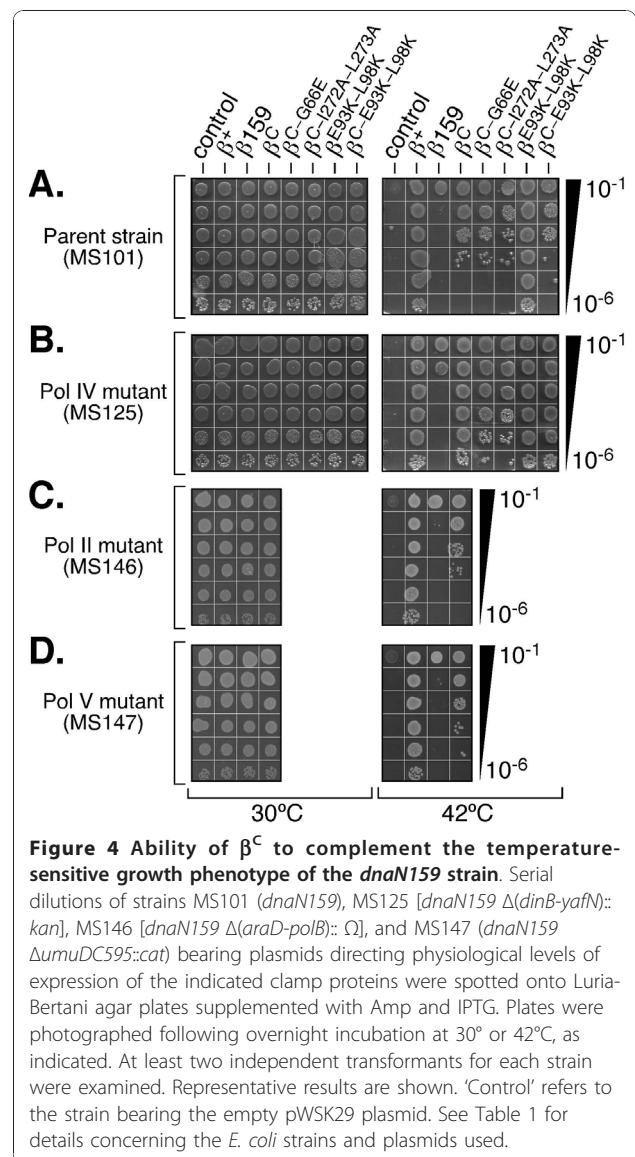 control
β+
β159
βC
βC–G66E
βC–I272A–L273A
βE93K–L98K
βC–E93K–L98K
control
β+
β159
βC
βC–G66E
βC–I272A–L273A
βE93K–L98K
βC–E93K–L98K
A.
Parent strain
(MS101)
10-1
10-6
B.
Pol IV mutant
(MS125)
10-1
10-6
C.
Pol II mutant
(MS146)
10-1
10-6
D.
Pol V mutant
(MS147)
10-1
10-6
30ºC
42ºC
Figure 4 Ability of βC to complement the temperature-
sensitive growth phenotype of the dnaN159 strain. Serial
dilutions of strains MS101 (dnaN159), MS125 [dnaN159 Δ(dinB-yafN)::
kan], MS146 [dnaN159 Δ(araD-polB):: Ω], and MS147 (dnaN159
ΔumuDC595::cat) bearing plasmids directing physiological levels of
expression of the indicated clamp proteins were spotted onto Luria-
Bertani agar plates supplemented with Amp and IPTG. Plates were
photographed following overnight incubation at 30° or 42°C, as
indicated. At least two independent transformants for each strain
were examined. Representative results are shown. 'Control' refers to
the strain bearing the empty pWSK29 plasmid. See Table 1 for
details concerning the E. coli strains and plasmids used.